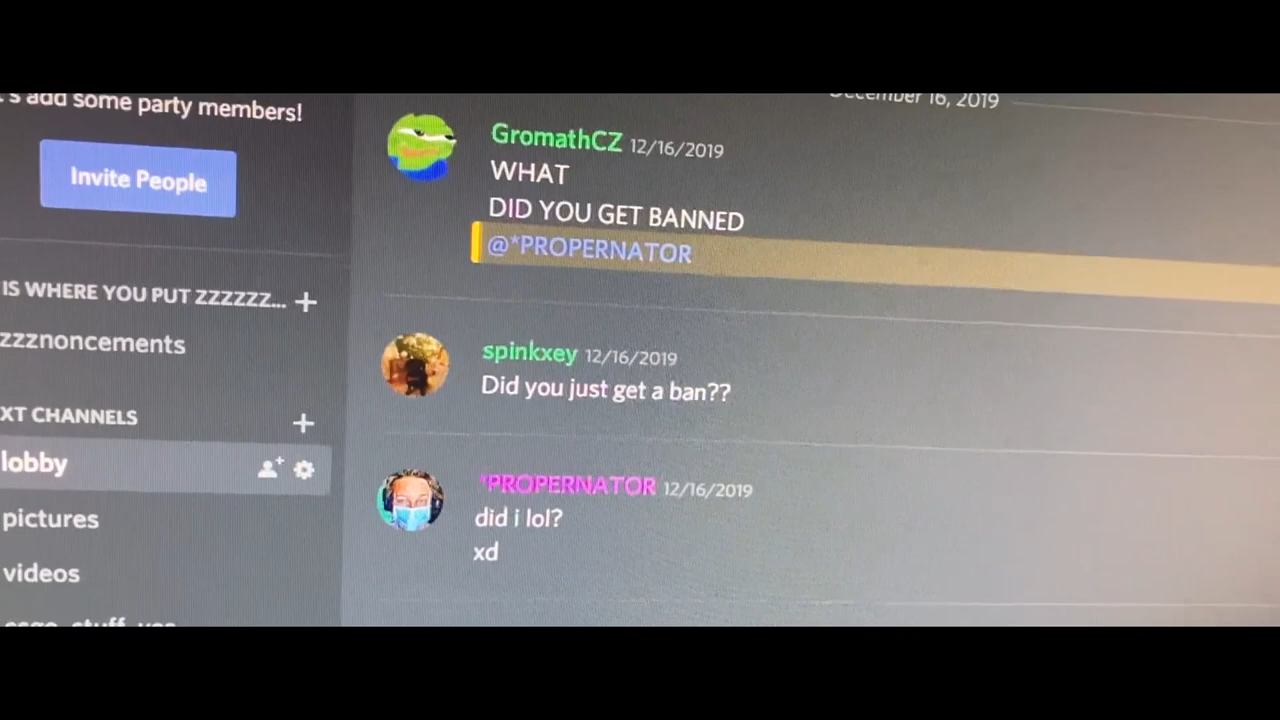 's add some party members!
Invite People
IS WHERE YOU PUT ZZZZZZ...
zzznoncements
XT CHANNELS
lobby
pictures
videos
csgo_stuff_yes
December 16, 2019
GromathCZ 12/16/2019
WHAT
DID YOU GET BANNED
@*PROPERNATOR
spinkxey 12/16/2019
Did you just get a ban??
*PROPERNATOR 12/16/2019
did i lol?
xd